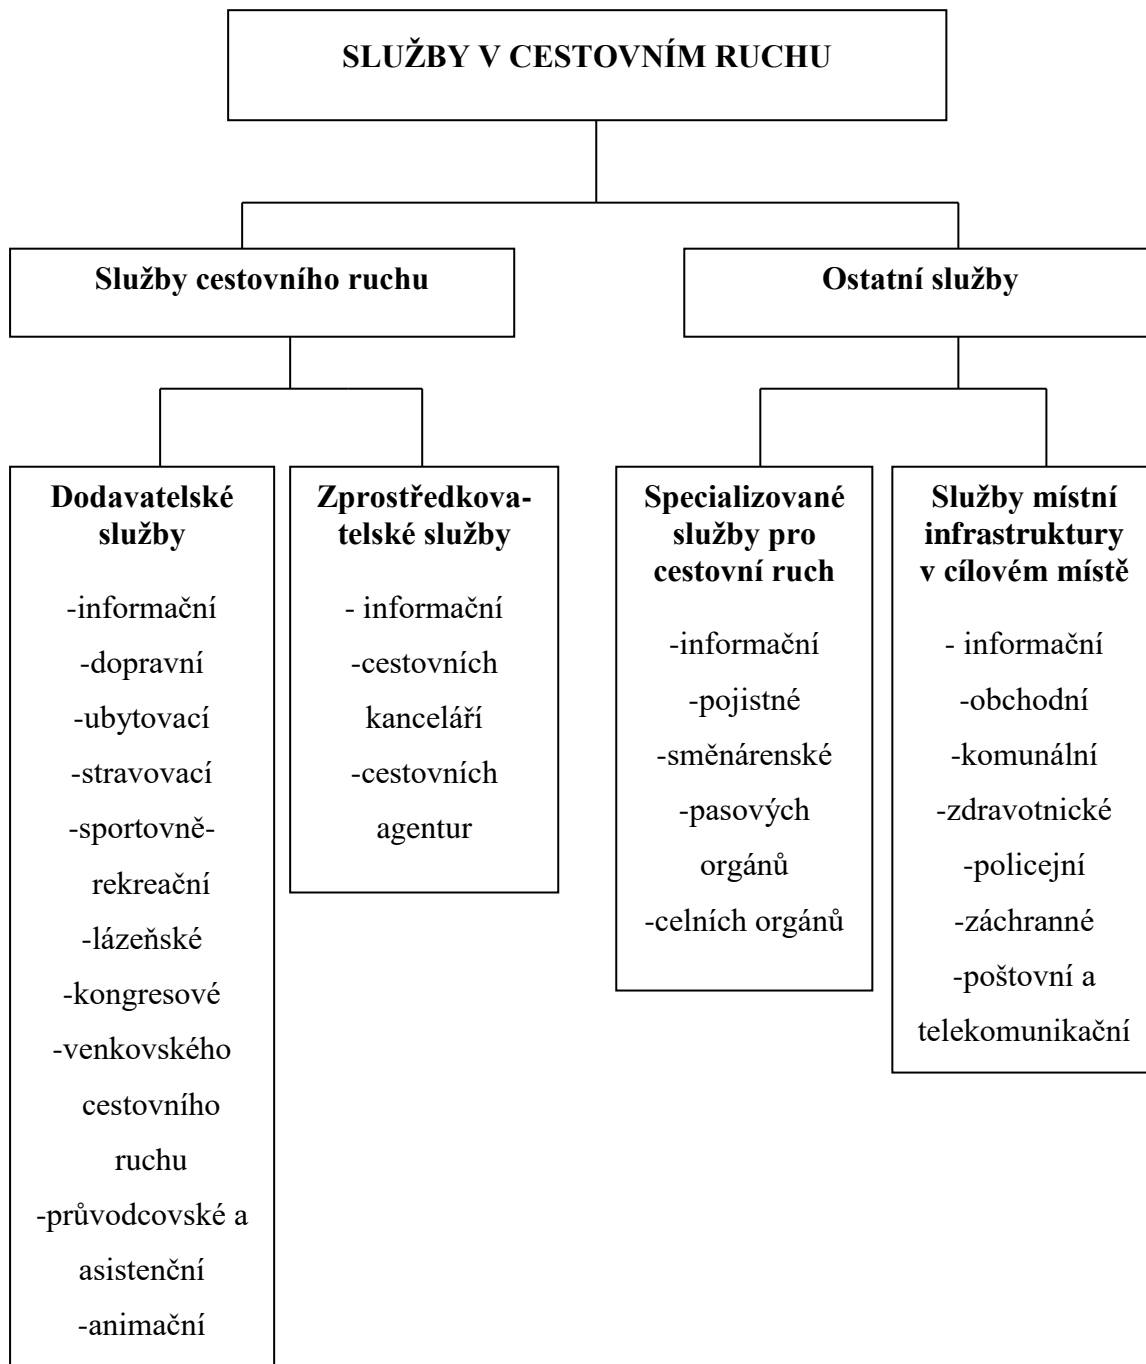 SLUŽBY V CESTOVNÍM RUCHU
Služby cestovního ruchu
Ostatní služby
Dodavatelské
služby
-informační
-dopravní
-ubytovací
-stravovací
-sportovně-
rekreační
-lázeňské
-kongresové
-venkovského
cestovního
ruchu
-průvodcovské a
asistenční
-animační
Zprostředkova-
telské služby
- informační
-cestovních
kanceláří
-cestovních
agentur
Specializované
služby pro
cestovní ruch
-informační
-pojistné
-směnárenské
-pasových
orgánů
-celních orgánů
Služby místní
infrastruktury
v cílovém místě
- informační
-obchodní
-komunální
-zdravotnické
-policejní
-záchranné
-poštovní a
telekomunikační